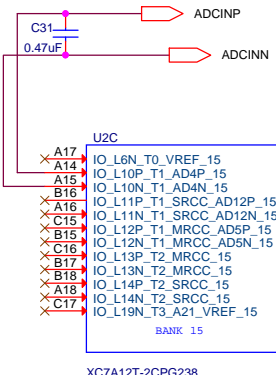 ADCINP
C31
0.47uF
ADCINN
U2C
A17 IO_L6N_T0_VREF_15
A14 IO_L10P_T1_AD4P_15
A15 IO_L10N_T1_AD4N_15
B16 IO_L11P_T1_SRCC_AD12P_15
A16 IO_L11N_T1_SRCC_AD12N_15
C15 IO_L12P_T1_MRCC_AD5P_15
B15 IO_L12N_T1_MRCC_AD5N_15
C16 IO_L13P_T2_MRCC_15
B17 IO_L13N_T2_MRCC_15
B18 IO_L14P_T2_SRCC_15
A18 IO_L14N_T2_SRCC_15
C17 IO_L19N_T3_A21_VREF_15
BANK 15
XC7A12T-2CPG238